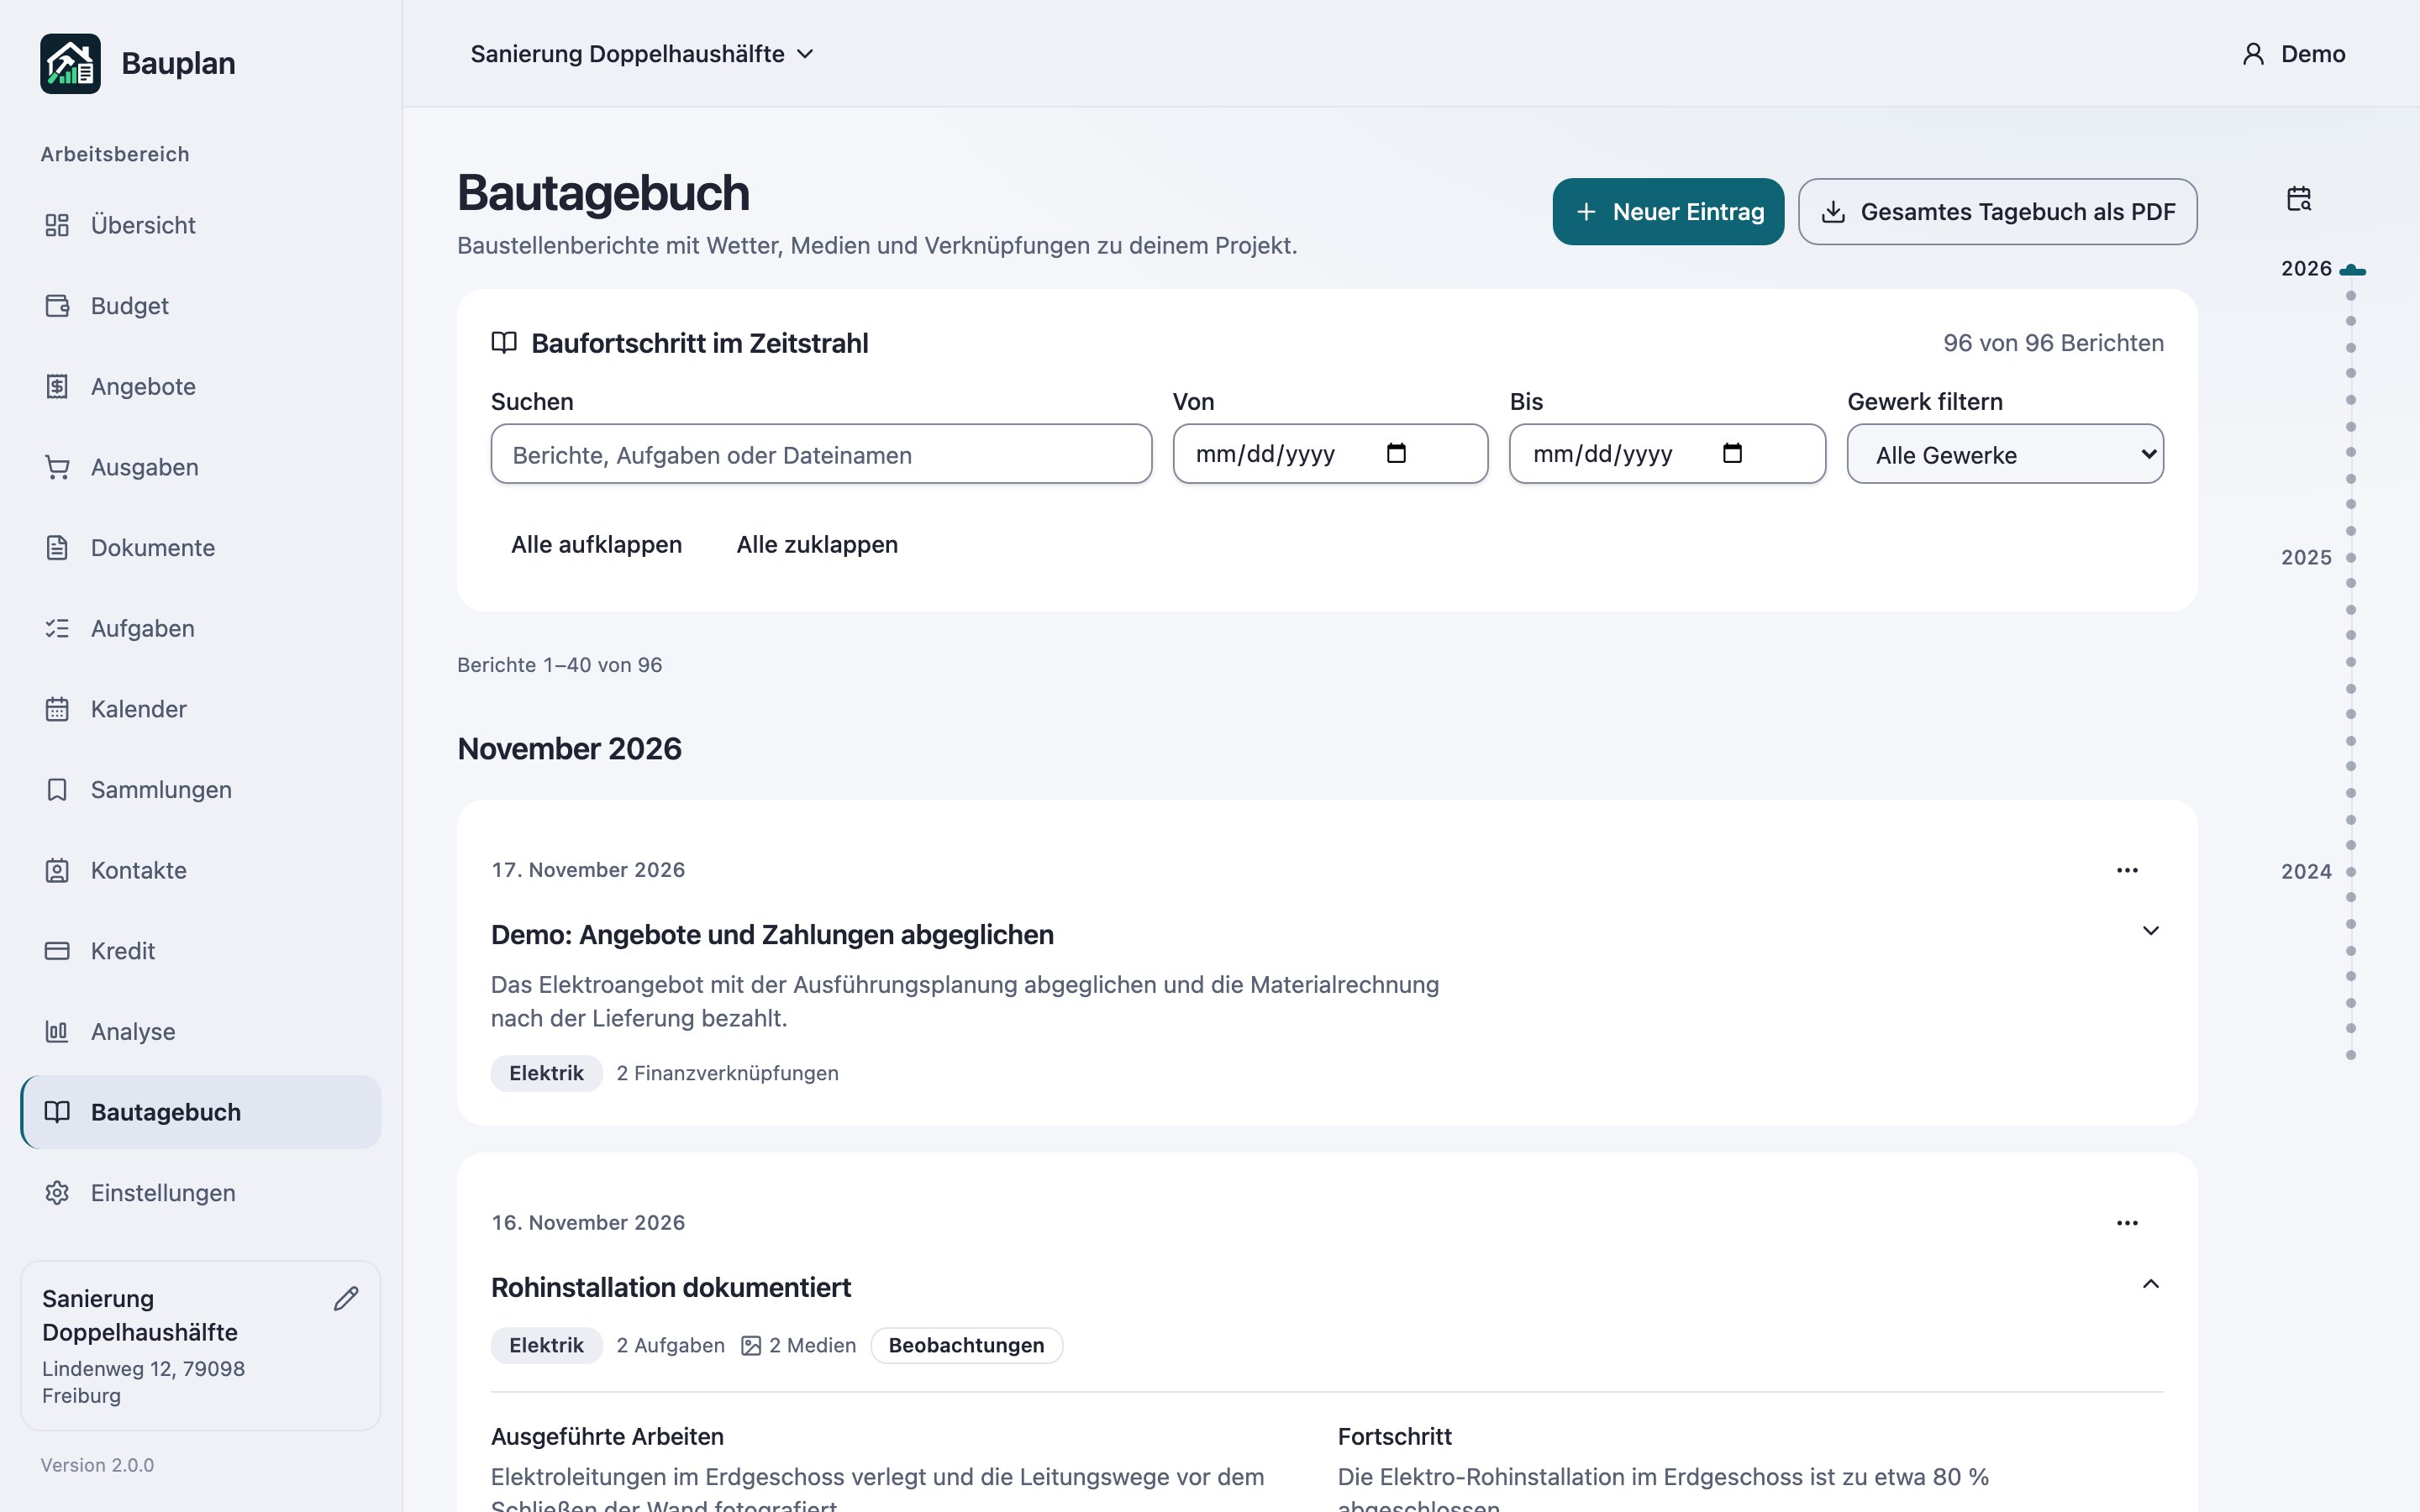 Bauplan
Arbeitsbereich
Übersicht
Budget
Angebote
Ausgaben
Dokumente
Aufgaben
Kalender
Sammlungen
Kontakte
Kredit
Analyse
Bautagebuch
Einstellungen
Sanierung
Doppelhaushälfte
Lindenweg 12, 79098
Freiburg
Version 2.0.0
Sanierung Doppelhaushälfte
Demo
Bautagebuch
Baustellenberichte mit Wetter, Medien und Verknüpfungen zu deinem Projekt.
Neuer Eintrag
Gesamtes Tagebuch als PDF
Baufortschritt im Zeitstrahl
96 von 96 Berichten
Suchen
Von
Bis
Gewerk filtern
Berichte, Aufgaben oder Dateinamen
mm/dd/yyyy
mm/dd/yyyy
Alle Gewerke
Alle aufklappen
Alle zuklappen
Berichte 1–40 von 96
November 2026
17. November 2026
Demo: Angebote und Zahlungen abgeglichen
Das Elektroangebot mit der Ausführungsplanung abgeglichen und die Materialrechnung
nach der Lieferung bezahlt.
Elektrik
2 Finanzverknüpfungen
16. November 2026
Rohinstallation dokumentiert
Elektrik
2 Aufgaben
2 Medien
Beobachtungen
Ausgeführte Arbeiten
Elektroleitungen im Erdgeschoss verlegt und die Leitungswege vor dem
Schließen der Wand fotografiert
Fortschritt
Die Elektro-Rohinstallation im Erdgeschoss ist zu etwa 80 %
abgeschlossen
2026
2025
2024